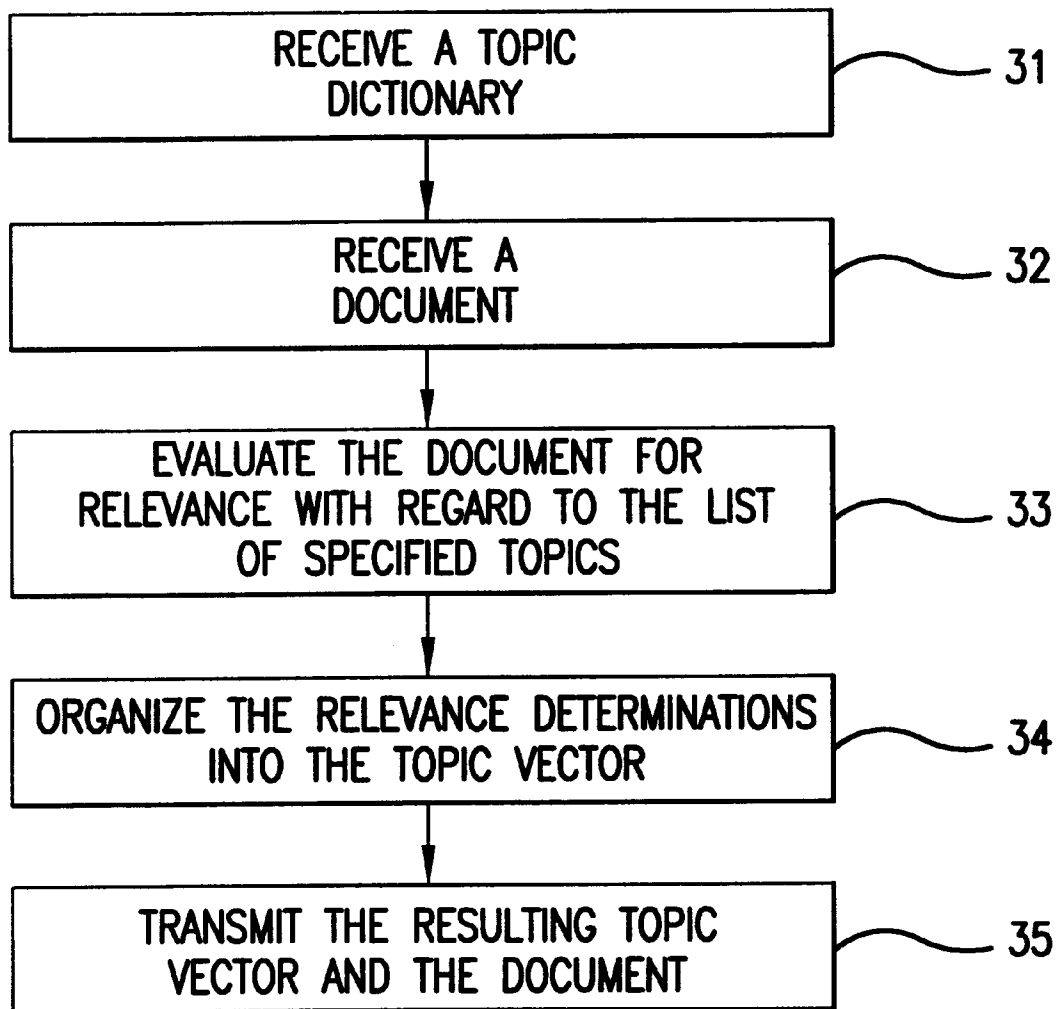 RECEIVE A TOPIC
DICTIONARY
31
RECEIVE A
DOCUMENT
32
EVALUATE THE DOCUMENT FOR
RELEVANCE WITH REGARD TO THE LIST
OF SPECIFIED TOPICS
33
ORGANIZE THE RELEVANCE DETERMINATIONS
INTO THE TOPIC VECTOR
34
TRANSMIT THE RESULTING TOPIC
VECTOR AND THE DOCUMENT
35